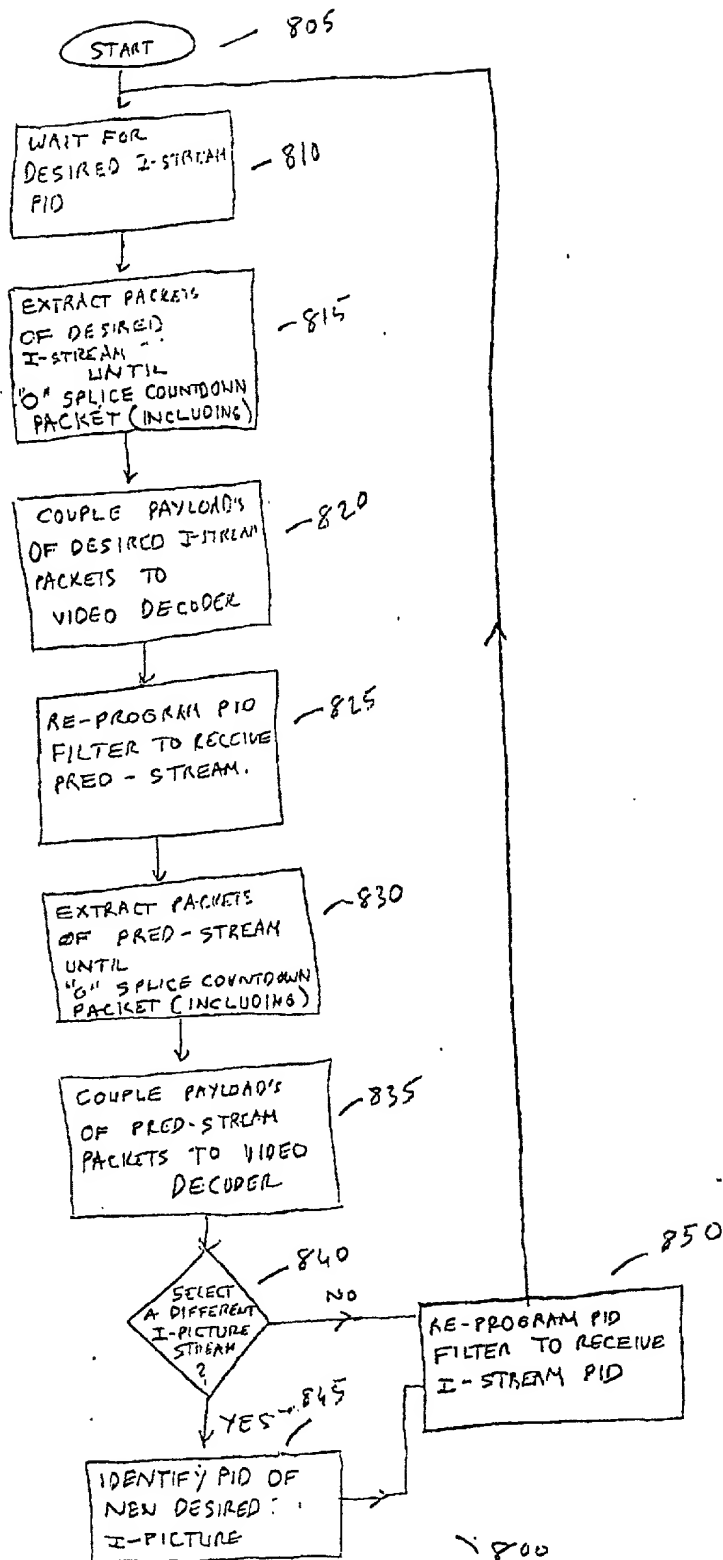 805
START
WAIT FOR
DESIRED I-STREAM
PID
810
EXTRACT PACKETS
OF DESIRED
I-STREAM
UNTIL
"0" SPLICE COUNTDOWN
PACKET (INCLUDING)
815
COUPLE PAYLOAD'S
OF DESIRED I-STREAM
PACKETS TO
VIDEO DECODER
820
RE-PROGRAM PID
FILTER TO RECEIVE
PRED - STREAM.
825
EXTRACT PACKETS
OF PRED-STREAM
UNTIL
"0" SPLICE COUNTDOWN
PACKET (INCLUDING)
830
COUPLE PAYLOAD'S
OF PRED-STREAM
PACKETS TO VIDEO
DECODER
835
SELECT
A DIFFERENT
I-PICTURE
STREAM
?
840
NO
850
RE-PROGRAM PID
FILTER TO RECEIVE
I-STREAM PID
YES
845
IDENTIFY PID OF
NEW DESIRED
I-PICTURE
800